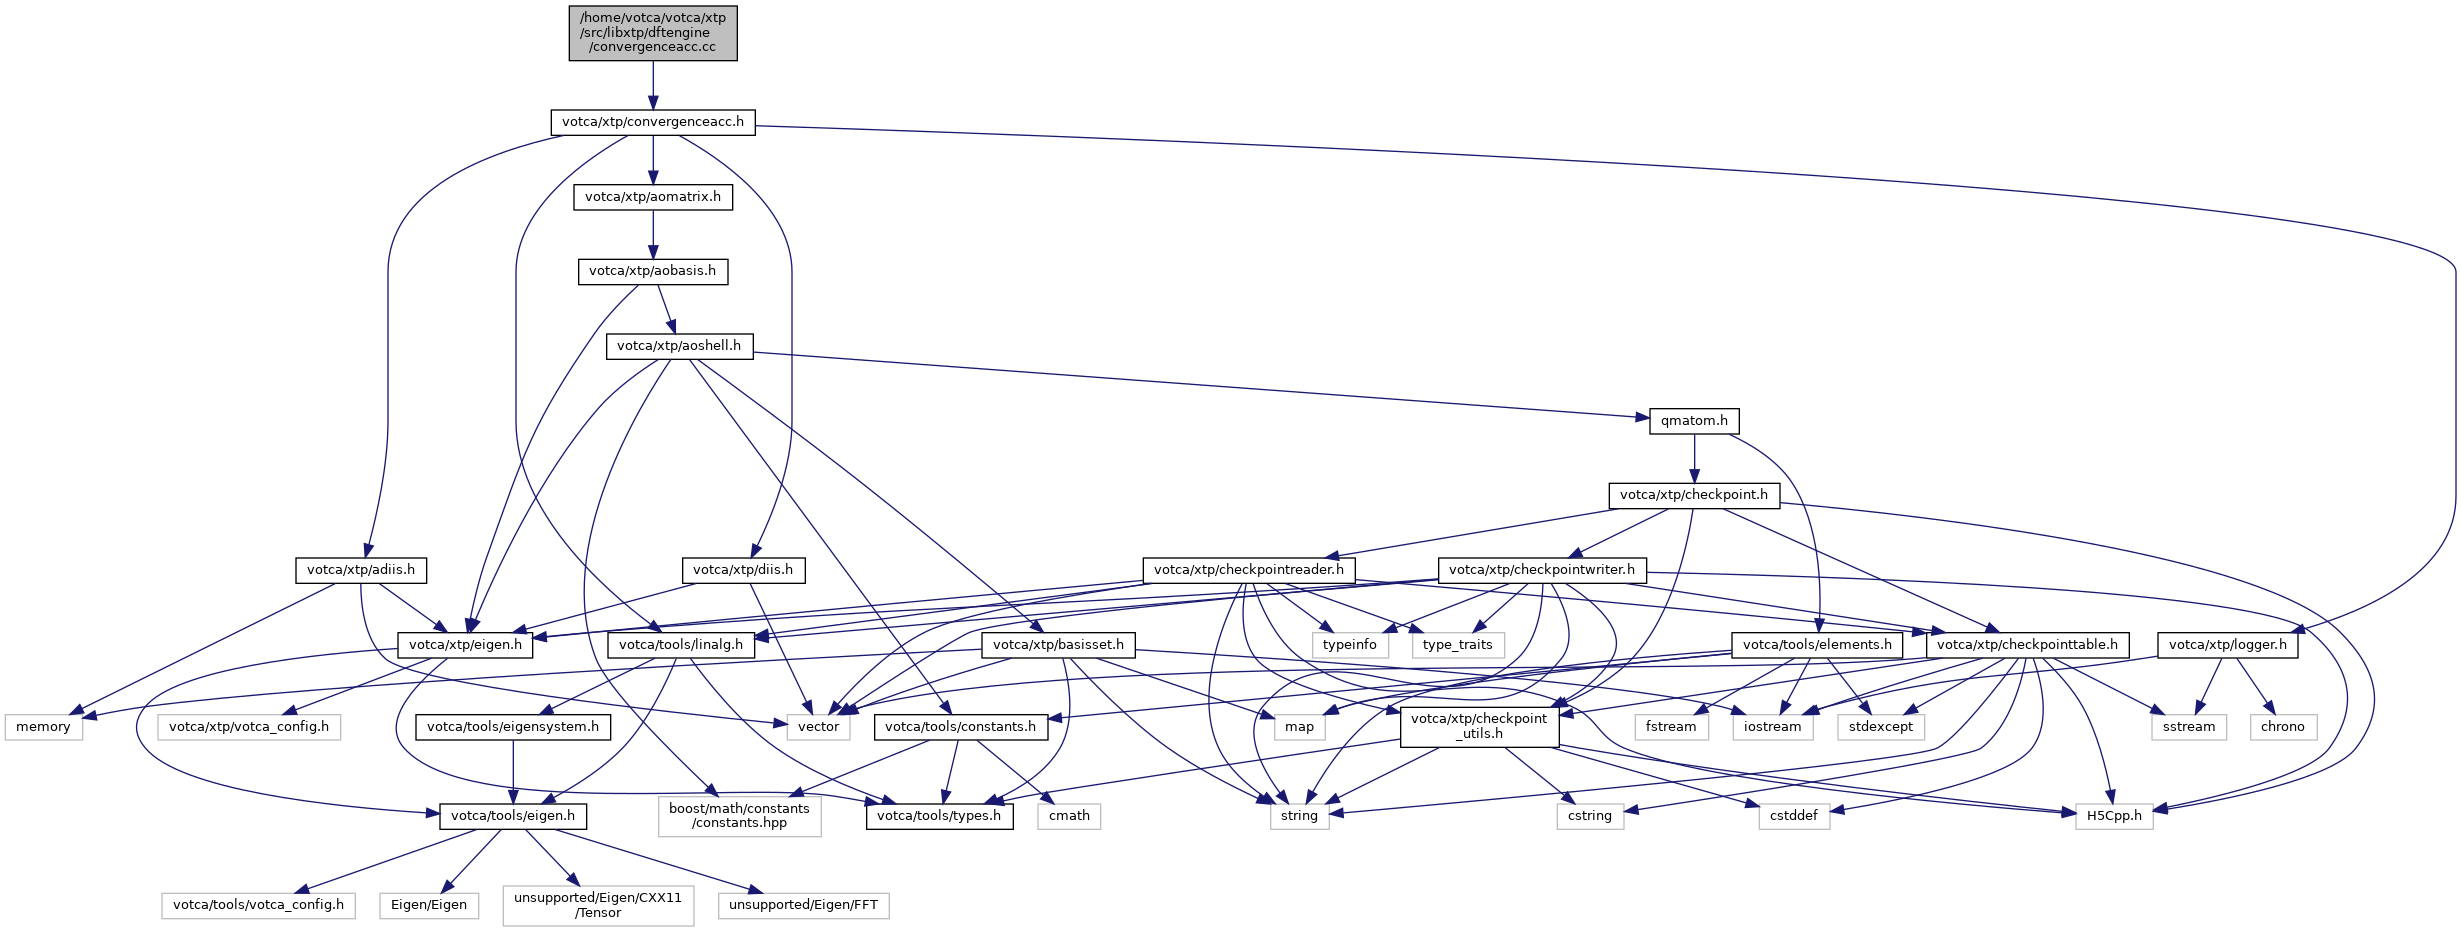 /home/votca/votca/xtp
/src/libxtp/dftengine
/convergenceacc.cc
votca/xtp/convergenceacc.h
votca/xtp/aomatrix.h
votca/xtp/aobasis.h
votca/xtp/aoshell.h
qmatom.h
votca/xtp/checkpoint.h
votca/xtp/adiis.h
votca/xtp/diis.h
votca/xtp/checkpointreader.h
votca/xtp/checkpointwriter.h
votca/xtp/eigen.h
votca/tools/linalg.h
votca/xtp/basisset.h
typeinfo
type_traits
votca/tools/elements.h
votca/xtp/checkpointtable.h
votca/xtp/logger.h
memory
votca/xtp/votca_config.h
votca/tools/eigensystem.h
vector
votca/tools/constants.h
map
votca/xtp/checkpoint
_utils.h
fstream
iostream
stdexcept
sstream
chrono
votca/tools/eigen.h
boost/math/constants
/constants.hpp
votca/tools/types.h
cmath
string
cstring
cstddef
H5Cpp.h
votca/tools/votca_config.h
Eigen/Eigen
unsupported/Eigen/CXX11
/Tensor
unsupported/Eigen/FFT